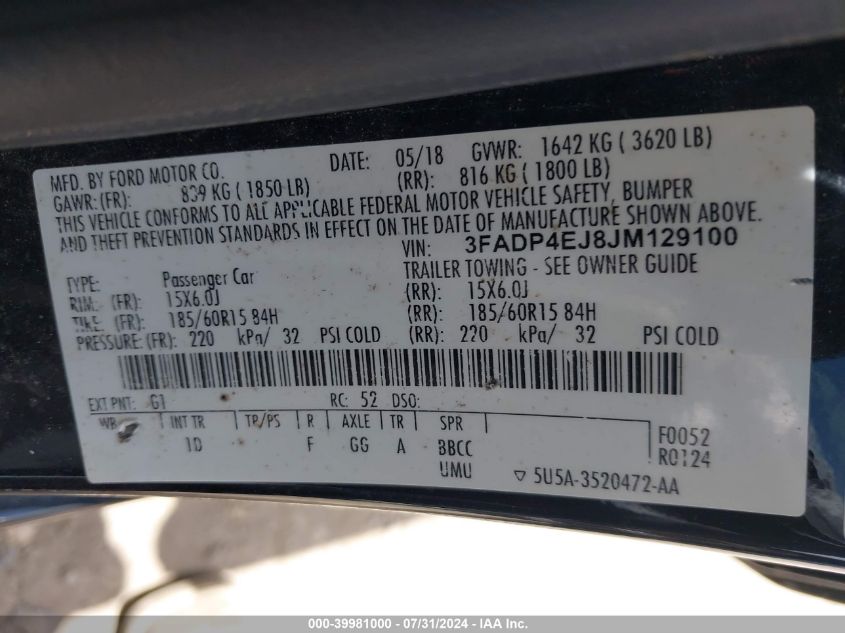 MFD. BY FORD MOTOR CO. DATE: 05/18 GVWR: 1642 KG ( 3620 LB)
GAWR:(FR): 839 KG ( 1850 LB) (RR): 816 KG ( 1800 LB)
THIS VEHICLE CONFORMS TO ALL APPLICABLE FEDERAL MOTOR VEHICLE SAFETY, BUMPER
AND THEFT PREVENTION STANDARDS IN EFFECT ON THE DATE OF MANUFACTURE SHOWN ABOVE.
VIN: 3FADP4EJ8JM129100
TYPE: Passenger Car TRAILER TOWING - SEE OWNER GUIDE
RIM: (FR): 15X6.0J (RR): 15X6.0J
TIRE: (FR): 185/60R15 84H (RR): 185/60R15 84H
PRESSURE: (FR): 220 kPa/ 32 PSI COLD (RR): 220 kPa/ 32 PSI COLD
EXT PNT: G1 RC: 52 DSO:
WB INT TR TP/PS R AXLE TR SPR
1D F GG A BBCC
UMU
F0052
R0124
▽ 5U5A-3520472-AA
000-39981000 / 07/31/2024 - IAA Inc.